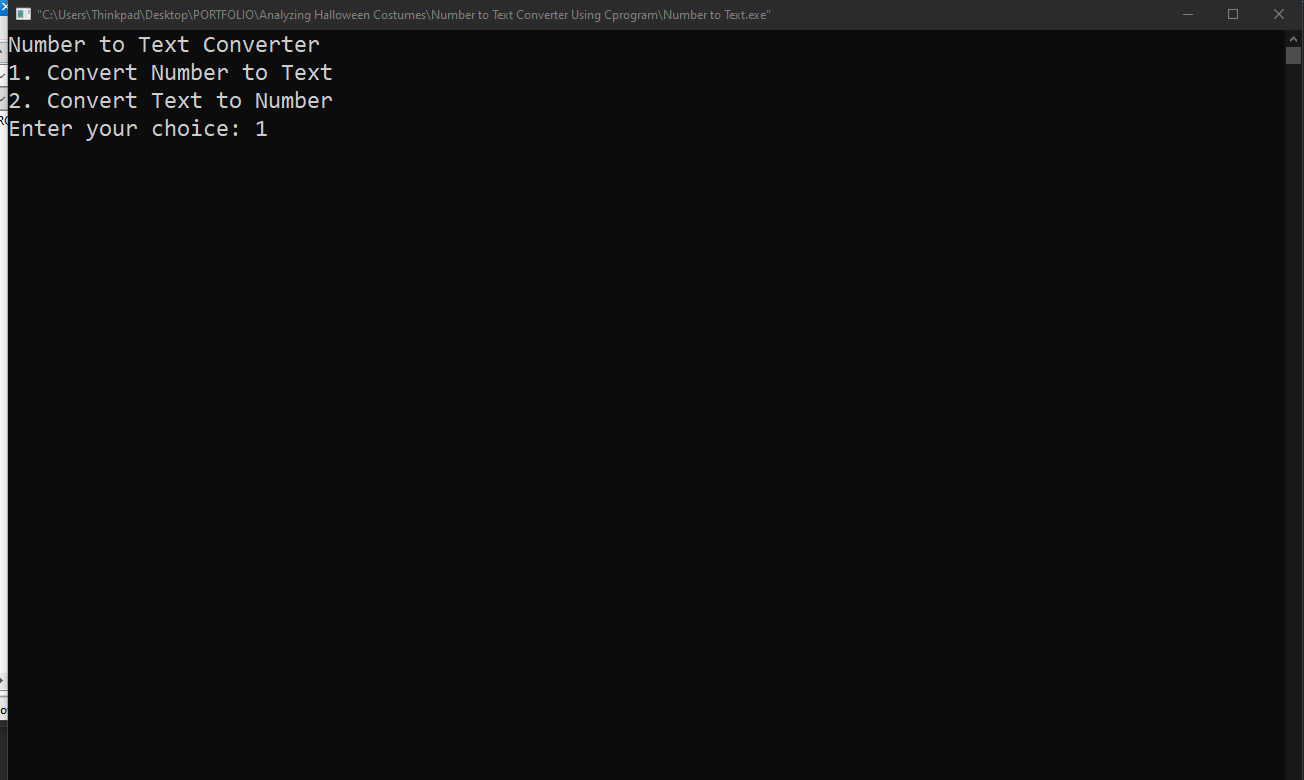 "C:\Users\Thinkpad\Desktop\PORTFOLIO\Analyzing Halloween Costumes\Number to Text Converter Using Cprogram\Number to Text.exe"
Number to Text Converter
1. Convert Number to Text
2. Convert Text to Number
Enter your choice: 1